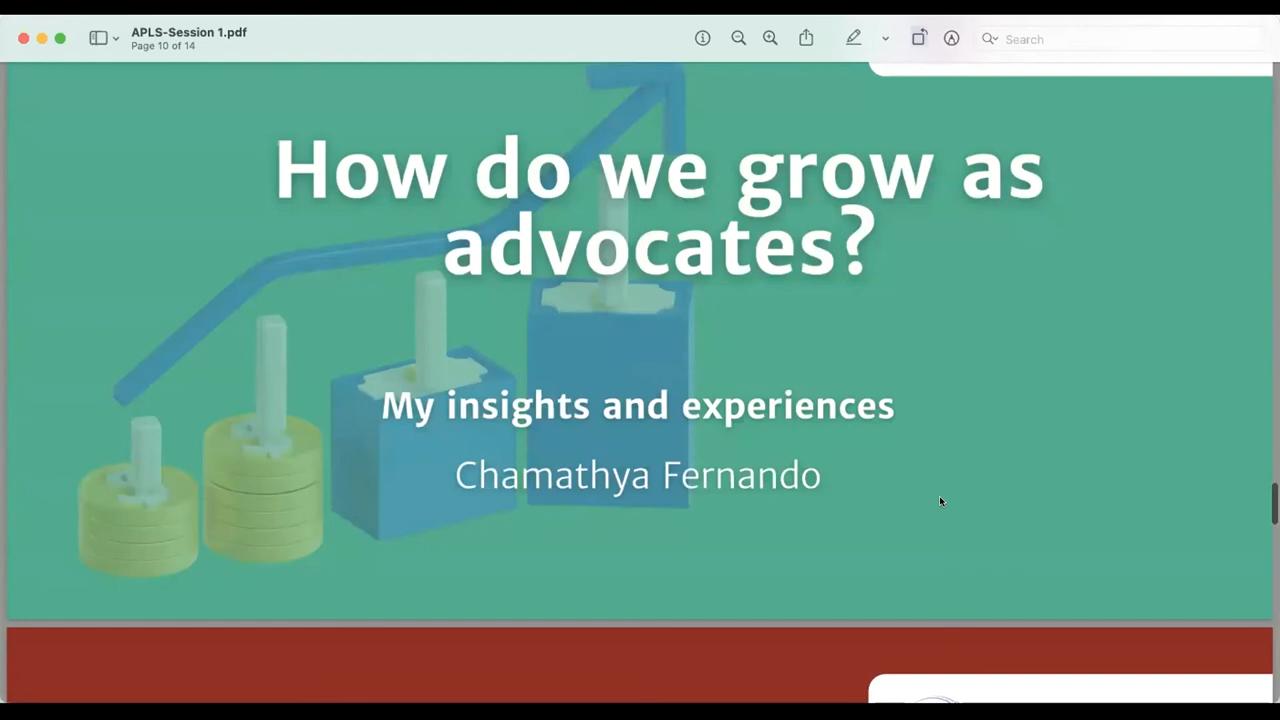 APLS-Session 1.pdf
Page 10 of 14
Search
How do we grow as
advocates?
My insights and experiences
Chamathya Fernando